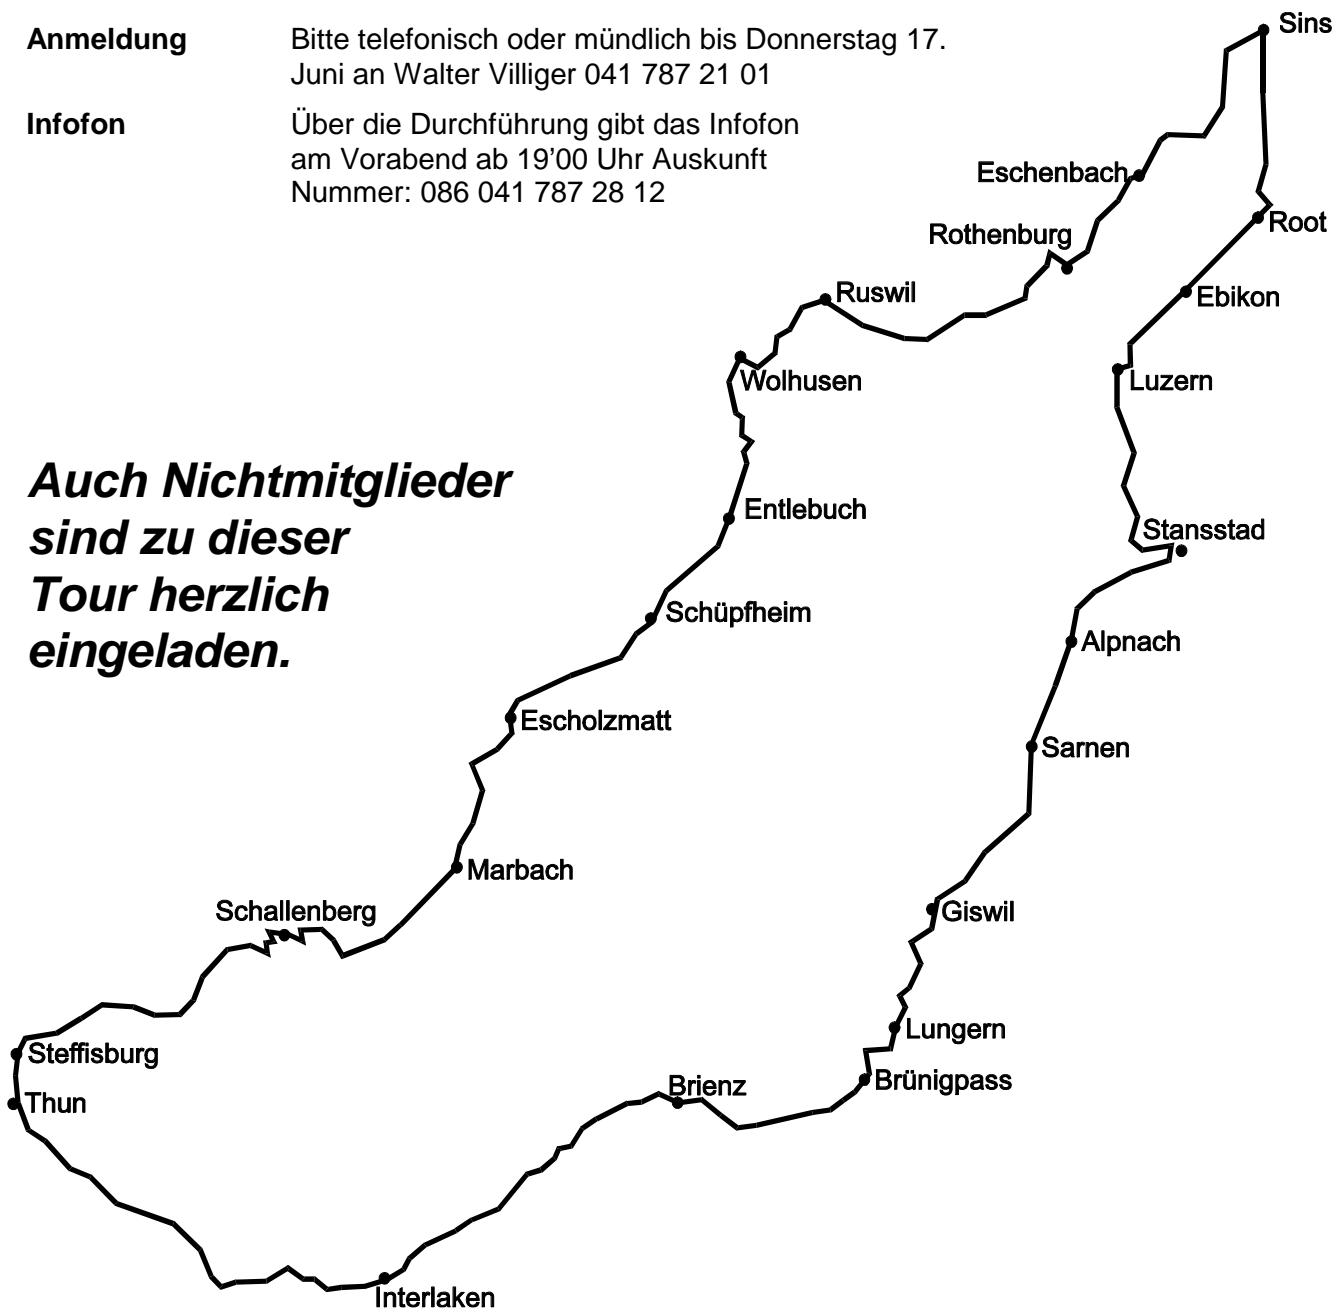 Anmeldung Bitte telefonisch oder mündlich bis Donnerstag 17.
Juni an Walter Villiger 041 787 21 01
Infofon Über die Durchführung gibt das Infofon
am Vorabend ab 19’00 Uhr Auskunft
Nummer: 086 041 787 28 12
Sins
Eschenbach
Root
Rothenburg
Ruswil
Ebikon
Wolhusen
Luzern
Auch Nichtmitglieder
sind zu dieser
Tour herzlich
eingeladen.
Entlebuch
Stansstad
Schüpfheim
Alpnach
Escholzmatt
Sarnen
Marbach
Schallenberg
Giswil
Lungern
Steffisburg
Brünigpass
Brienz
Thun
Interlaken